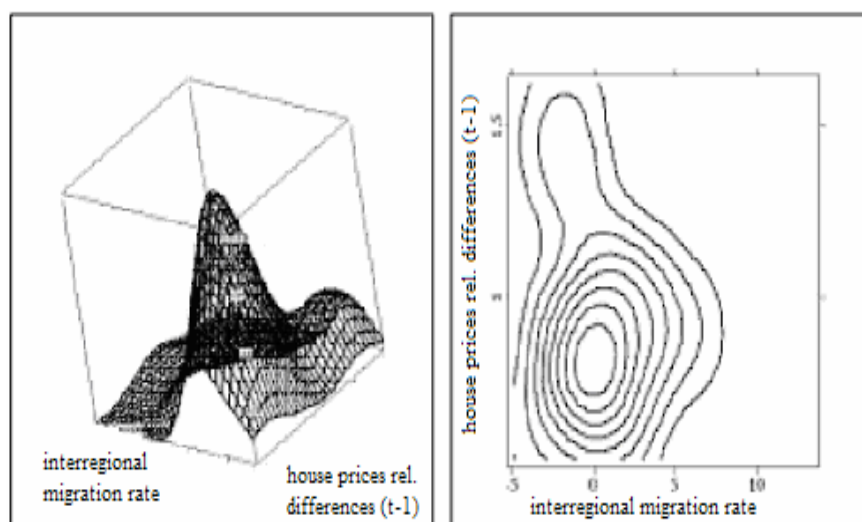 interregional
migration rate
house prices rel.
differences (t-1)
house prices rel. differences (t-1)
-5
0
5
10
interregional migration rate